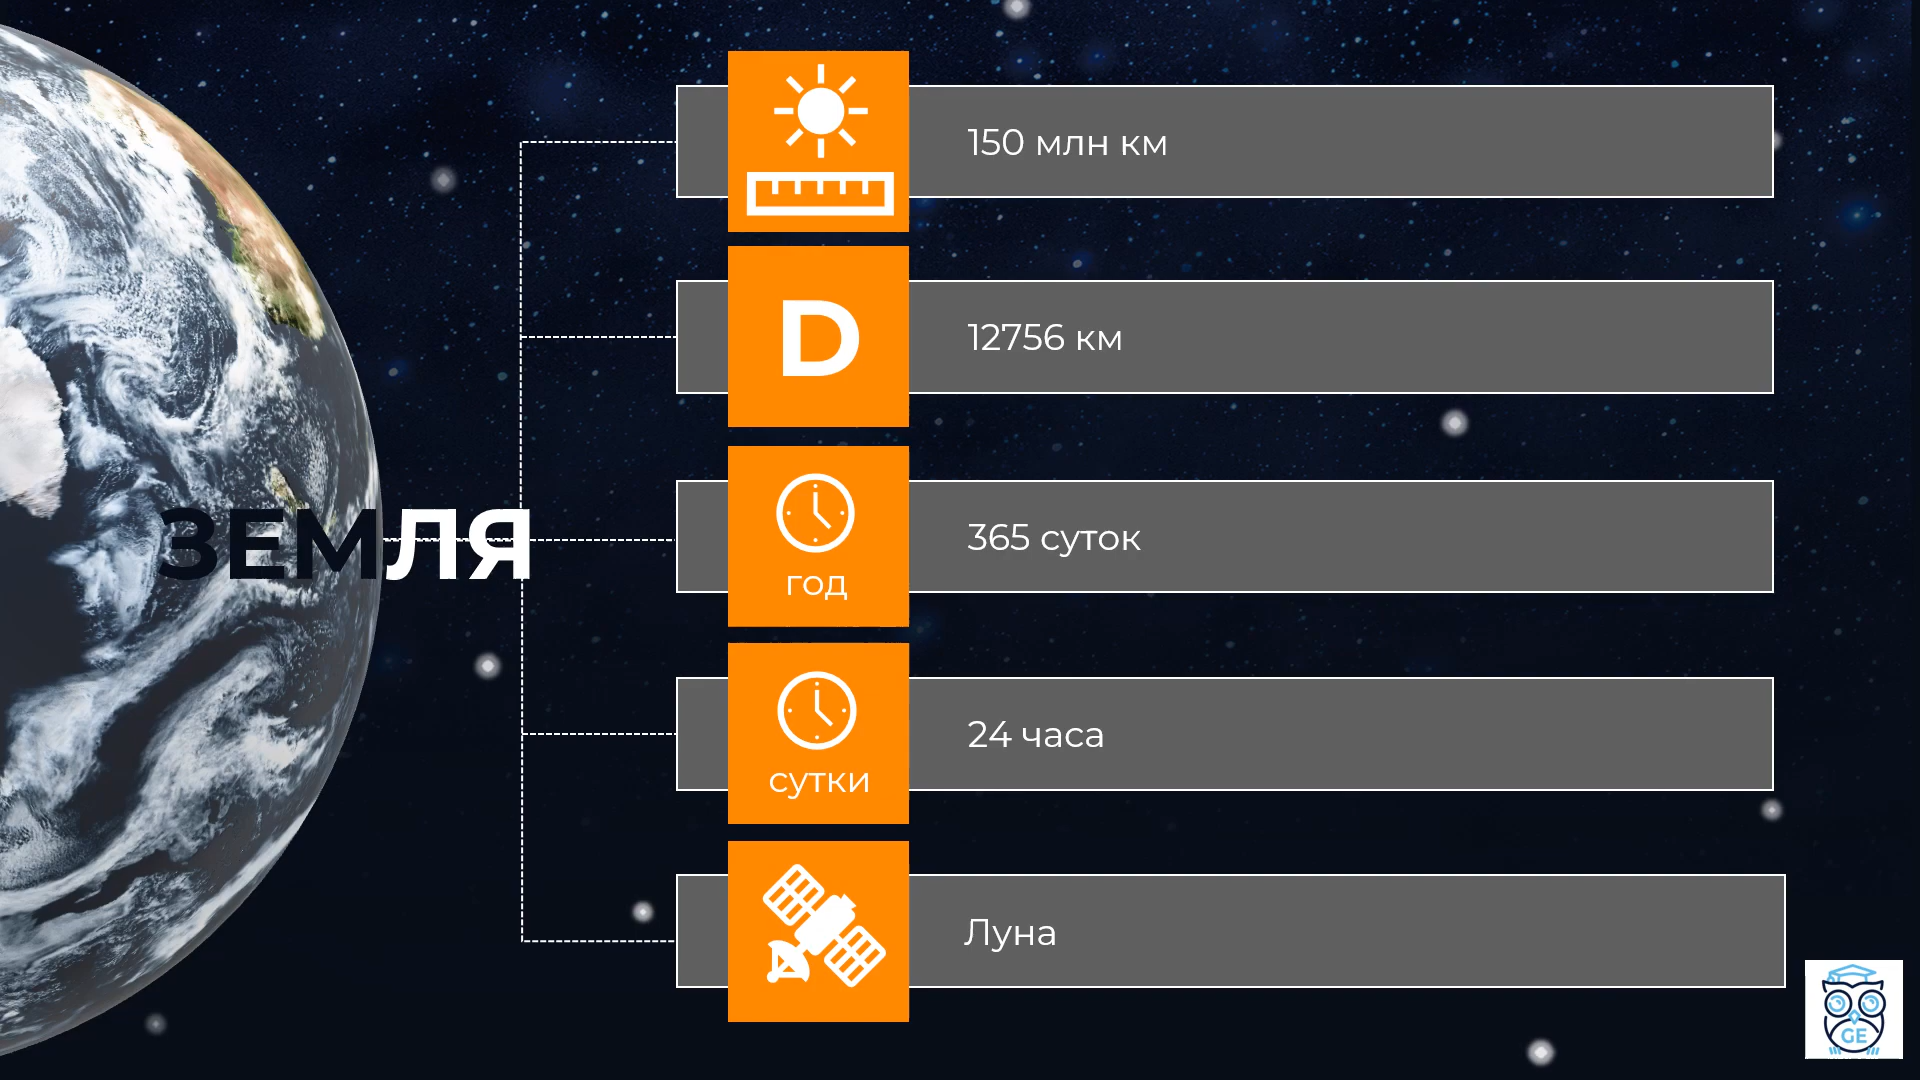 150 млн км
D
12756 км
ЗЕМЛЯ
год
365 суток
сутки
24 часа
Луна
GE